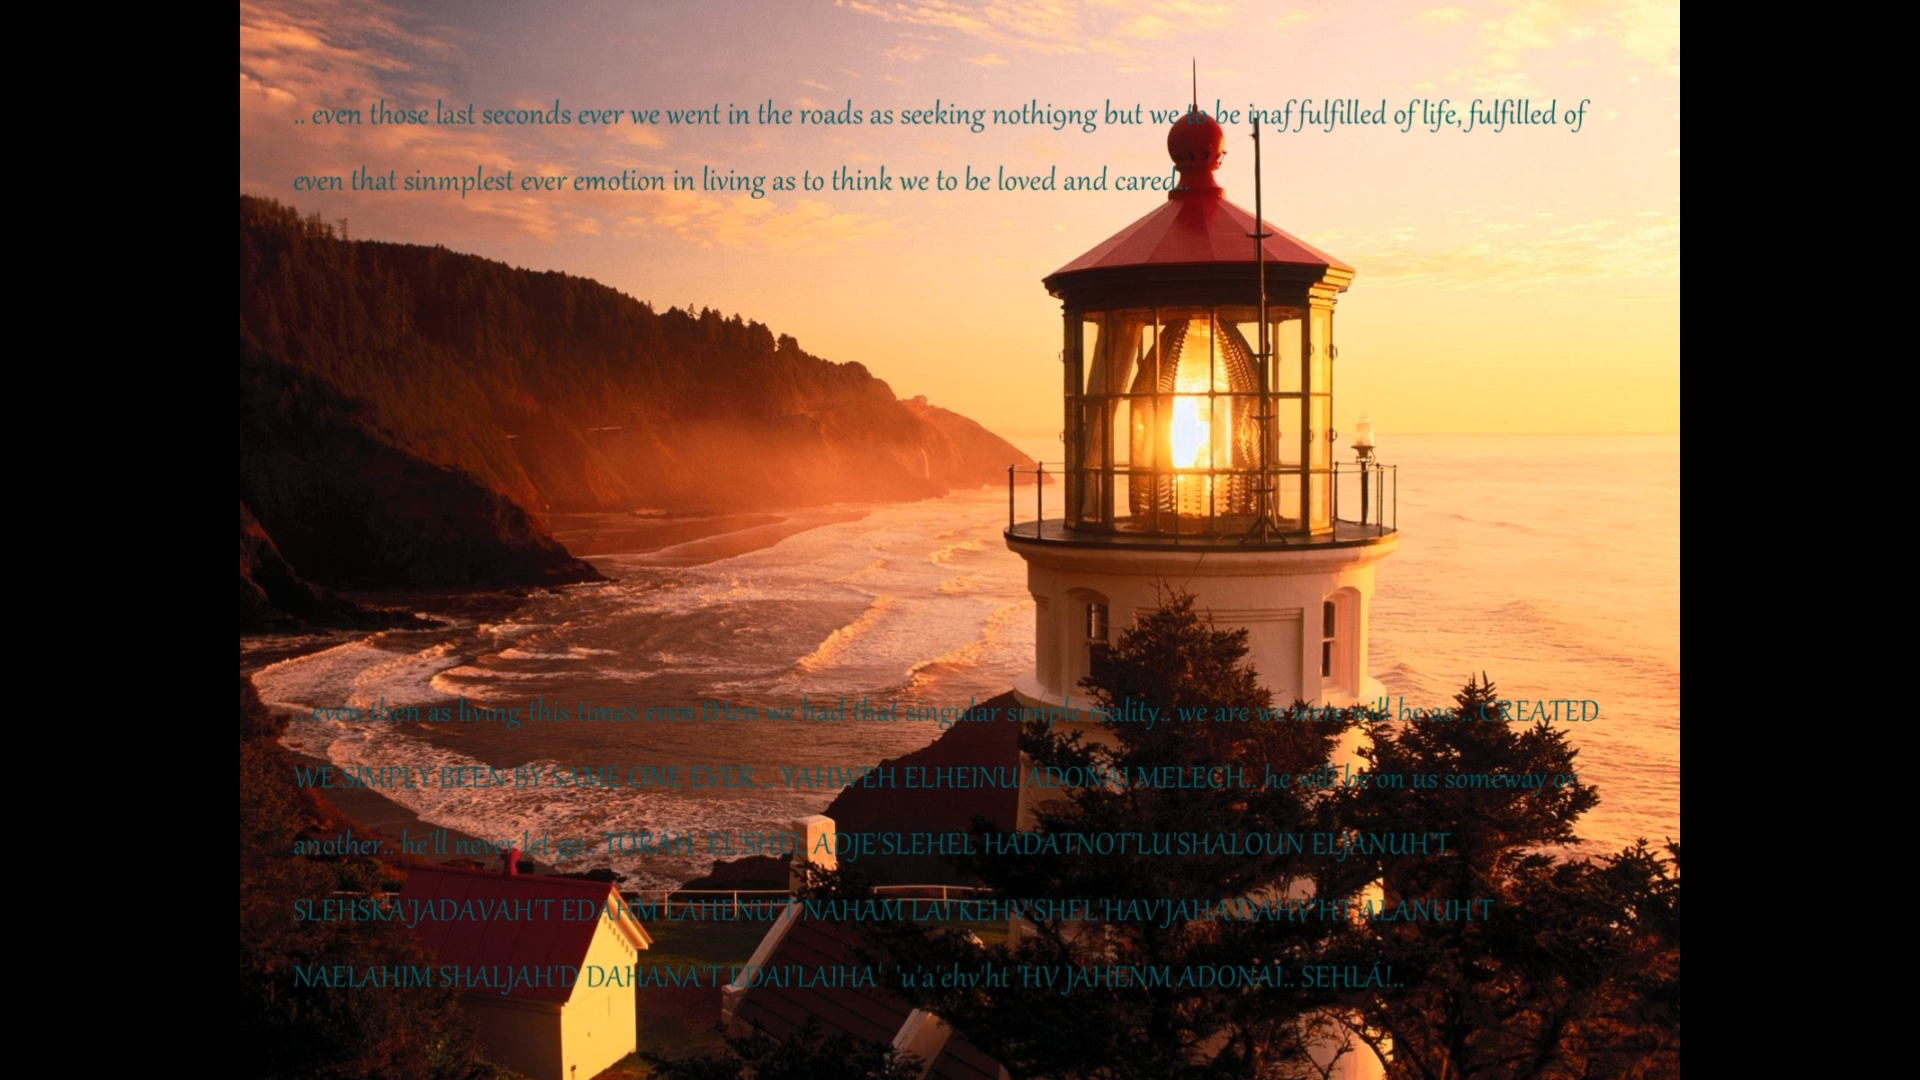 .. even those last seconds ever we went in the roads as seeking nothi9ng but we to be inaf fulfilled of life, fulfilled of
even that sinmplest ever emotion in living as to think we to be loved and cared..
.. even then as living this times even tHen we had that singular simple reality.. we are we were will be as .. CREATED
WE SIMPLY BEEN BY SAME ONE EVER .. YAHWEH ELHEINU ADONAI MELECH.. he will be on us someway or
another.. he'll never let go.. TORAH EL'SHEL ADJE'SLEHEL HADATNOT'LU'SHALOUN ELJANUH'T
SLEHSKA'JADAVAH'T EDAHM LAHENU'T NAHAM LAI'KEHV'SHEL'HAV'JAHA ALANUH'T
NAELAHIM SHALJAH'D DAHANA'T EDAI'LAIHA' 'u'a'ehv'ht 'HV JAHENM ADONAI.. SEHLÁ!..